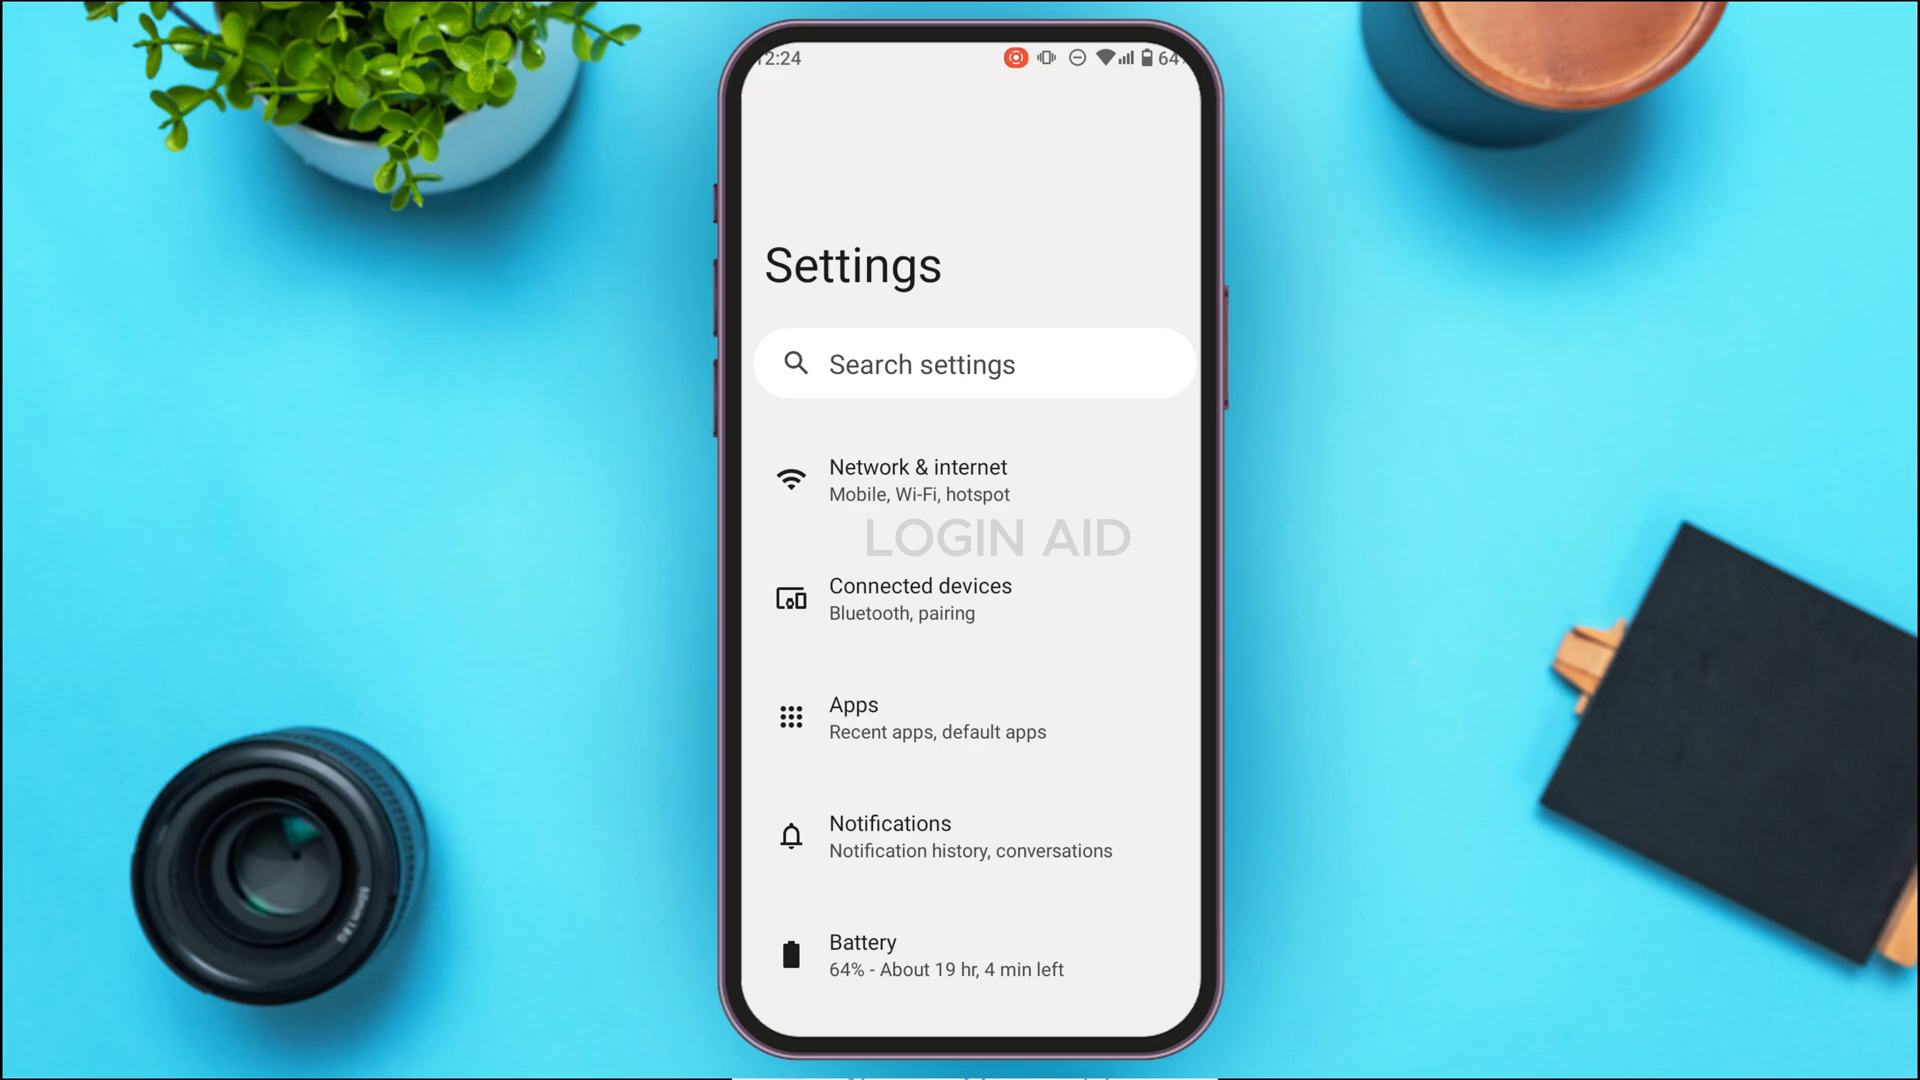 12:24
64%
Settings
Search settings
Network & internet
Mobile, Wi-Fi, hotspot
LOGIN AID
Connected devices
Bluetooth, pairing
Apps
Recent apps, default apps
Notifications
Notification history, conversations
Battery
64% - About 19 hr, 4 min left